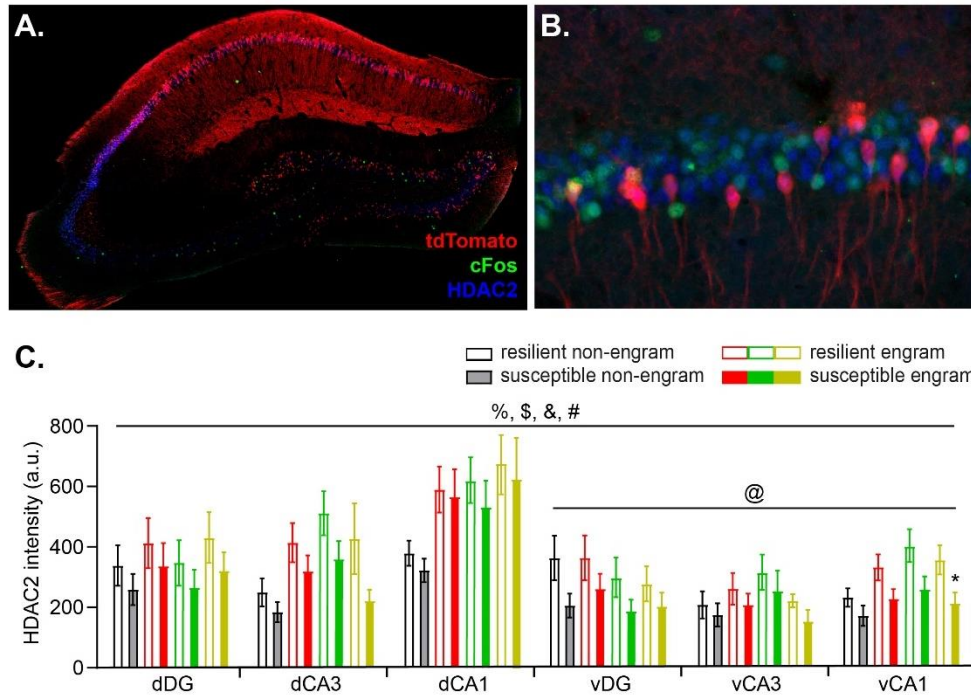 A.
B.
tdTomato
cFos
HDAC2
C.
resilient non-engram
resilient engram
susceptible non-engram
susceptible engram
%, $, &, #
@
*
HDAC2 intensity (a.u.)
800
600
400
200
0
dDG dCA3 dCA1 vDG vCA3 vCA1